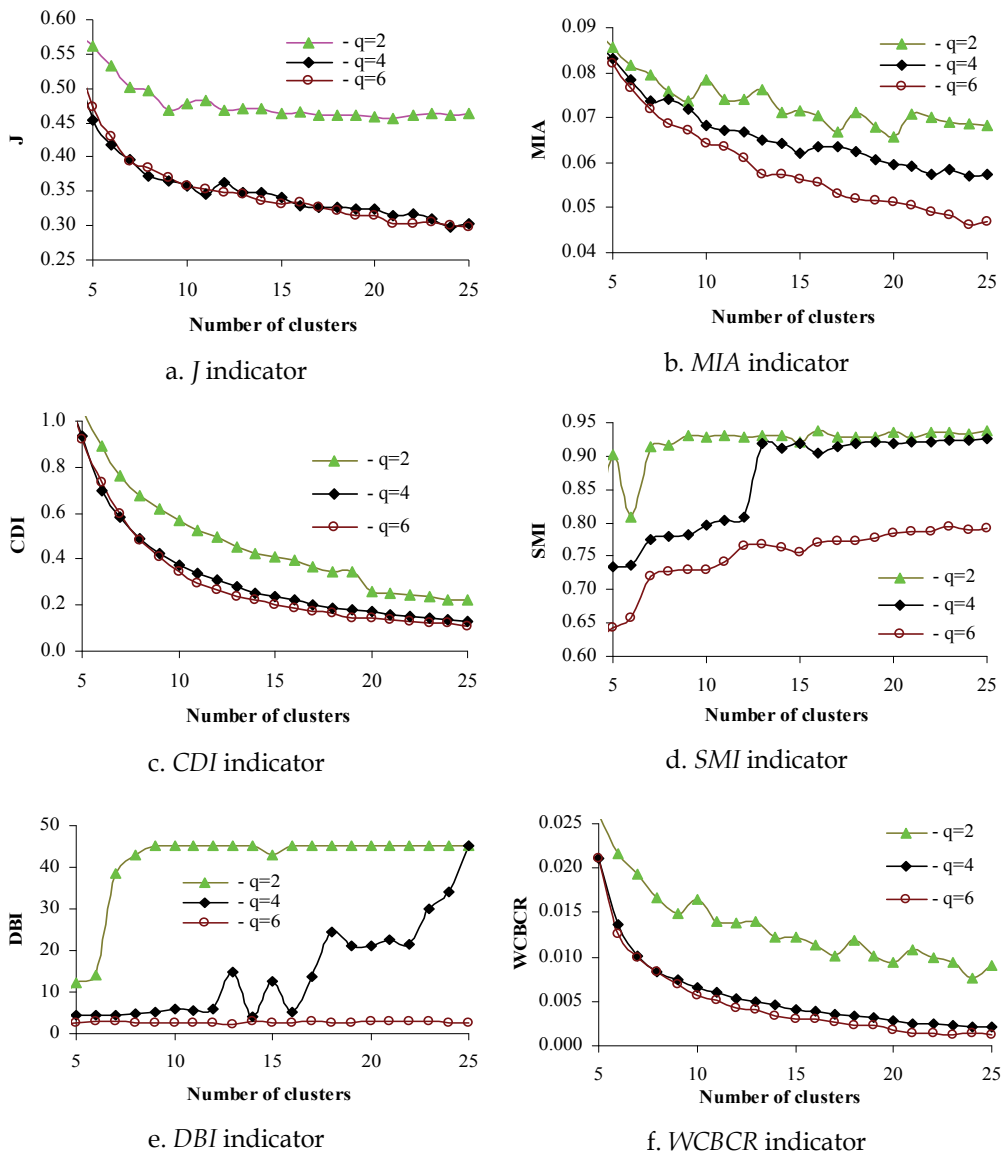 0.60
0.55
0.50
0.45
0.40
0.35
0.30
0.25
J
- q=2
- q=4
- q=6
5 10 15 20 25
Number of clusters
a. J indicator
0.09
0.08
0.07
0.06
0.05
0.04
MIA
- q=2
- q=4
- q=6
5 10 15 20 25
Number of clusters
b. MIA indicator
1.0
0.8
0.6
0.4
0.2
0.0
CDI
- q=2
- q=4
- q=6
5 10 15 20 25
Number of clusters
c. CDI indicator
0.95
0.90
0.85
0.80
0.75
0.70
0.65
0.60
SMI
- q=2
- q=4
- q=6
5 10 15 20 25
Number of clusters
d. SMI indicator
50
40
30
20
10
0
DBI
- q=2
- q=4
- q=6
5 10 15 20 25
Number of clusters
e. DBI indicator
0.025
0.020
0.015
0.010
0.005
0.000
WCBCR
- q=2
- q=4
- q=6
5 10 15 20 25
Number of clusters
f. WCBCR indicator